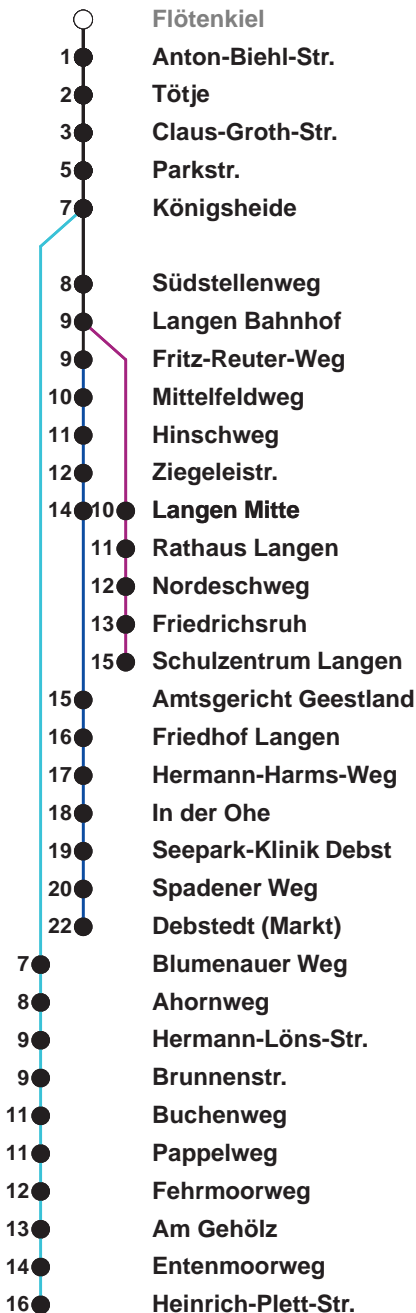 Flötenkiel
1 Anton-Biehl-Str.
2 Tötje
3 Claus-Groth-Str.
5 Parkstr.
7 Königsheide
8 Südstellenweg
9 Langen Bahnhof
9 Fritz-Reuter-Weg
10 Mittelfeldweg
11 Hinschweg
12 Ziegeleistr.
14 10 Langen Mitte
11 Rathaus Langen
12 Nordeschweg
13 Friedrichsruh
15 Schulzentrum Langen
15 Amtsgericht Geestland
16 Friedhof Langen
17 Hermann-Harms-Weg
18 In der Ohe
19 Seepark-Klinik Debst
20 Spadener Weg
22 Debstedt (Markt)
7 Blumenauer Weg
8 Ahornweg
9 Hermann-Löns-Str.
9 Brunnenstr.
11 Buchenweg
11 Pappelweg
12 Fehrmoorweg
13 Am Gehölz
14 Entenmoorweg
16 Heinrich-Plett-Str.